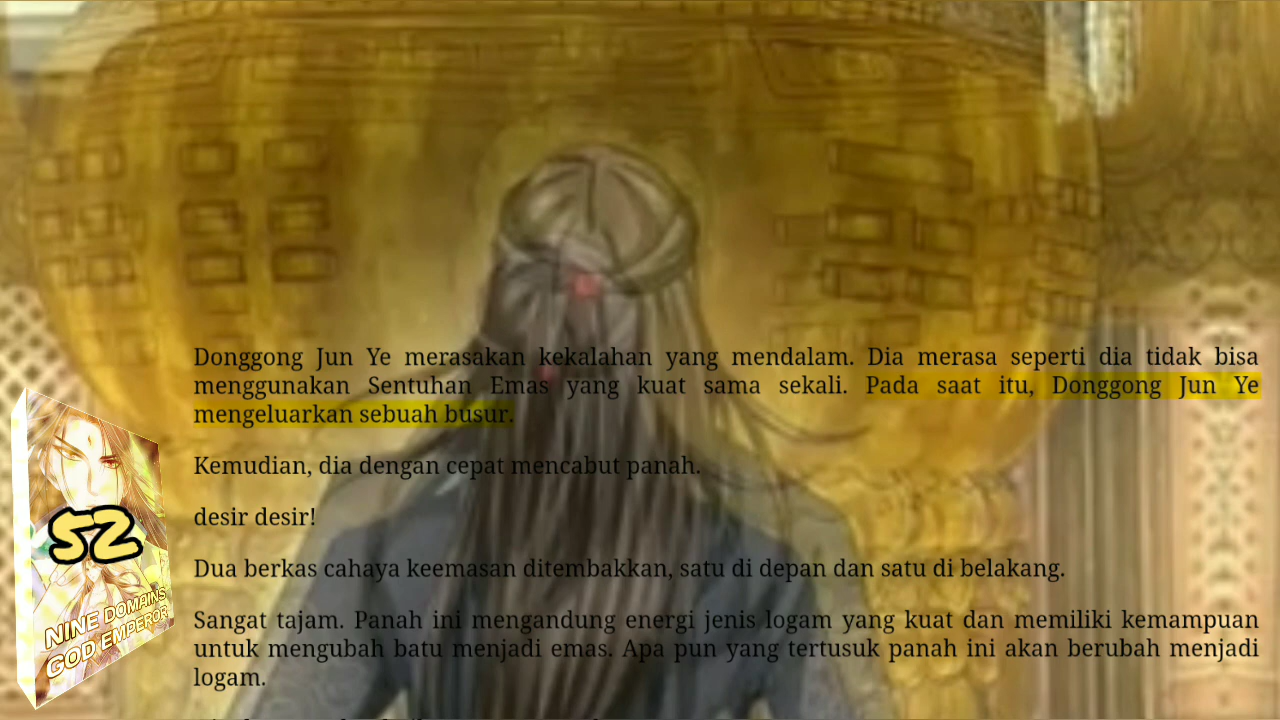 Donggong Jun Ye merasakan kekalahan yang mendalam. Dia merasa seperti dia tidak bisa
menggunakan Sentuhan Emas yang kuat sama sekali. Pada saat itu, Donggong Jun Ye
mengeluarkan sebuah busur.
Kemudian, dia dengan cepat mencabut panah.
desir desir!
Dua berkas cahaya keemasan ditembakkan, satu di depan dan satu di belakang.
Sangat tajam. Panah ini mengandung energi jenis logam yang kuat dan memiliki kemampuan
untuk mengubah batu menjadi emas. Apa pun yang tertusuk panah ini akan berubah menjadi
logam.
52
NINE DOMAINS
GOD EMPEROR